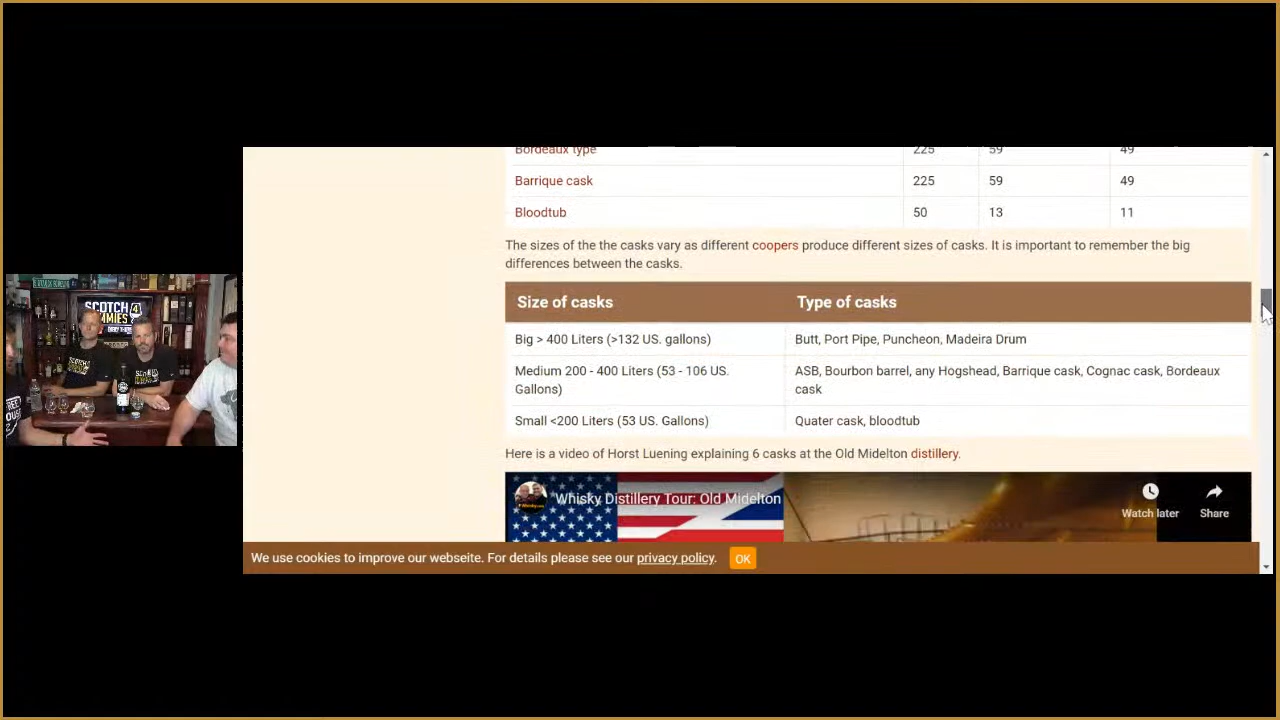 Bordeaux type 225 59 49
Barrique cask 225 59 49
Bloodtub 50 13 11
The sizes of the the casks vary as different coopers produce different sizes of casks. It is important to remember the big
differences between the casks.
Size of casks Type of casks
Big > 400 Liters (>132 US. gallons) Butt, Port Pipe, Puncheon, Madeira Drum
Medium 200 - 400 Liters (53 - 106 US. ASB, Bourbon barrel, any Hogshead, Barrique cask, Cognac cask, Bordeaux
Gallons) cask
Small <200 Liters (53 US. Gallons) Quater cask, bloodtub
Here is a video of Horst Luening explaining 6 casks at the Old Midelton distillery.
Whisky Distillery Tour: Old Midelton
Watch later Share
We use cookies to improve our webseite. For details please see our privacy policy. OK
SCOTCH 4